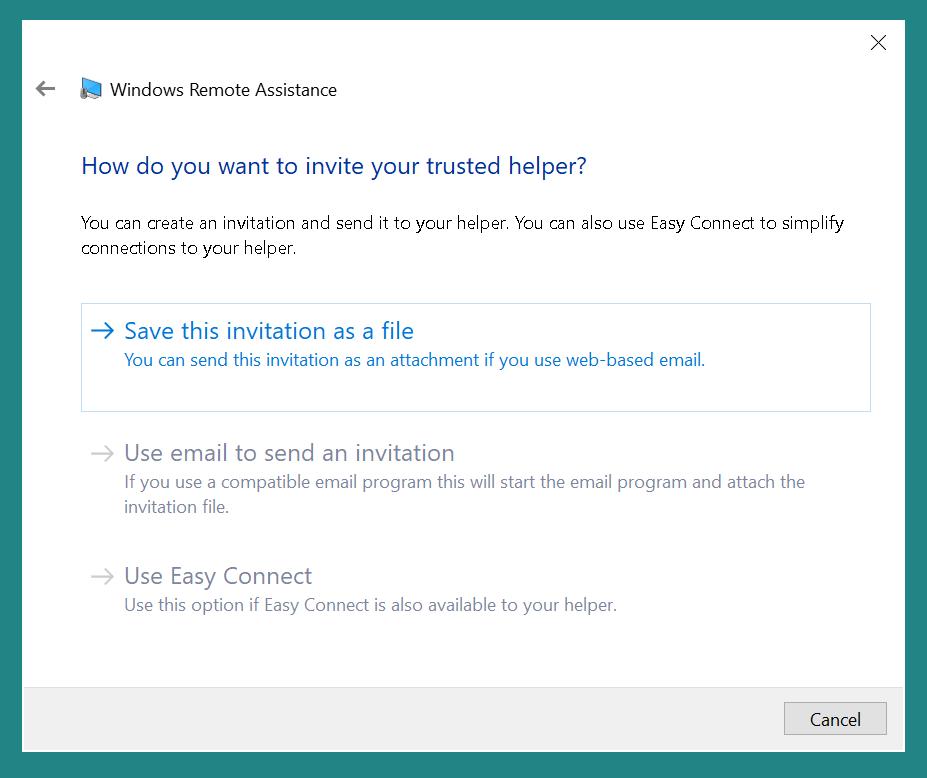 Windows Remote Assistance
How do you want to invite your trusted helper?
You can create an invitation and send it to your helper. You can also use Easy Connect to simplify
connections to your helper.
Save this invitation as a file
You can send this invitation as an attachment if you use web-based email.
Use email to send an invitation
If you use a compatible email program this will start the email program and attach the
invitation file.
Use Easy Connect
Use this option if Easy Connect is also available to your helper.
Cancel